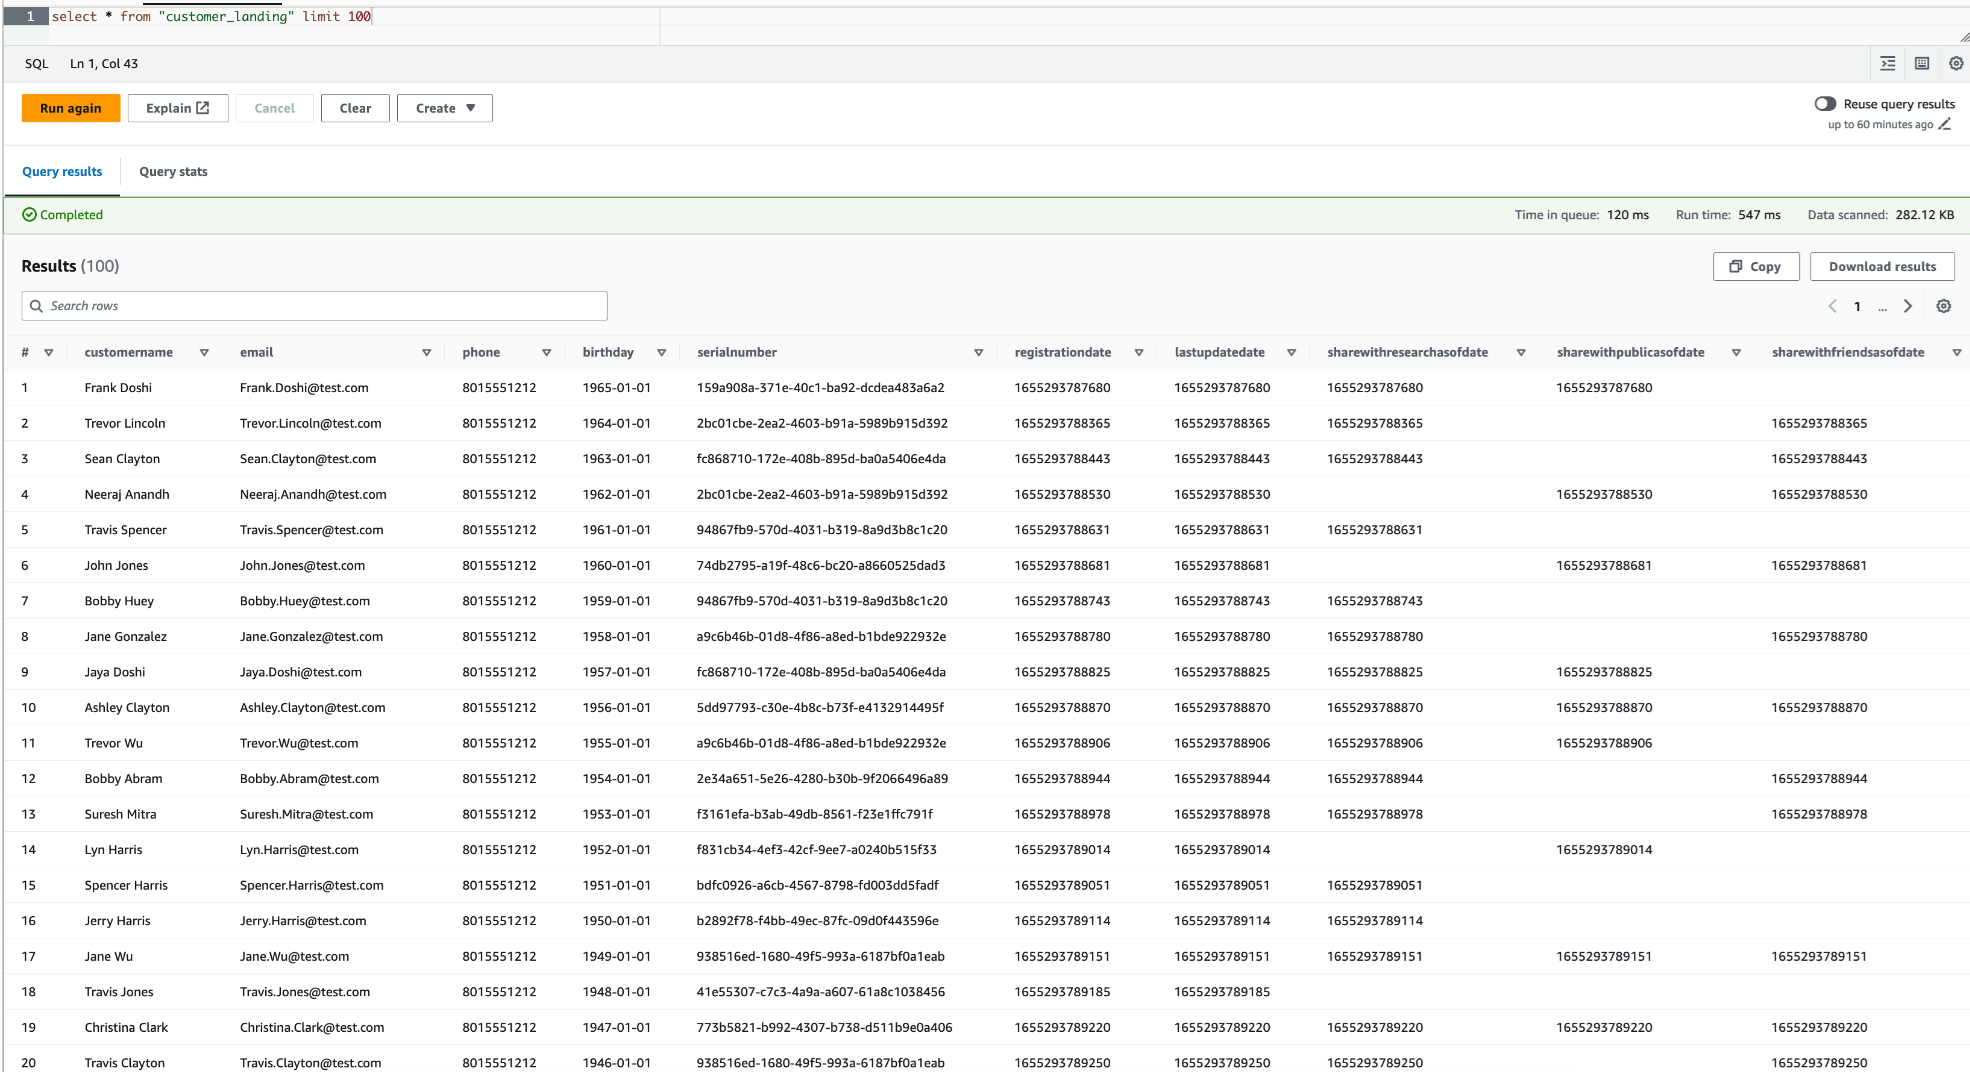 1 select * from "customer_landing" limit 100
SQL Ln 1, Col 43
Run again Explain Cancel Clear Create Reuse query results
up to 60 minutes ago
Query results Query stats
Completed Time in queue: 120 ms Run time: 547 ms Data scanned: 282.12 KB
Results (100) Copy Download results
Search rows 1 ...
# customername email phone birthday serialnumber registrationdate lastupdatedate sharewithresearchasofdate sharewithpublicasofdate sharewithfriendsasofdate
1 Frank Doshi Frank.Doshi@test.com 8015551212 1965-01-01 159a908a-371e-40c1-ba92-dcdea483a6a2 1655293787680 1655293787680 1655293787680 1655293787680
2 Trevor Lincoln Trevor.Lincoln@test.com 8015551212 1964-01-01 2bc01cbe-2ea2-4603-b91a-5989b915d392 1655293788365 1655293788365 1655293788365 1655293788365
3 Sean Clayton Sean.Clayton@test.com 8015551212 1963-01-01 fc868710-172e-408b-895d-ba0a5406e4da 1655293788443 1655293788443 1655293788443 1655293788443
4 Neeraj Anandh Neeraj.Anandh@test.com 8015551212 1962-01-01 2bc01cbe-2ea2-4603-b91a-5989b915d392 1655293788530 1655293788530 1655293788530 1655293788530
5 Travis Spencer Travis.Spencer@test.com 8015551212 1961-01-01 94867fb9-570d-4031-b319-8a9d3b8c1c20 1655293788631 1655293788631 1655293788631
6 John Jones John.Jones@test.com 8015551212 1960-01-01 74db2795-a19f-48c6-bc20-a8660525dad3 1655293788681 1655293788681 1655293788681 1655293788681
7 Bobby Huey Bobby.Huey@test.com 8015551212 1959-01-01 94867fb9-570d-4031-b319-8a9d3b8c1c20 1655293788743 1655293788743 1655293788743
8 Jane Gonzalez Jane.Gonzalez@test.com 8015551212 1958-01-01 a9c6b46b-01d8-4f86-a8ed-b1bde922932e 1655293788780 1655293788780 1655293788780 1655293788780
9 Jaya Doshi Jaya.Doshi@test.com 8015551212 1957-01-01 fc868710-172e-408b-895d-ba0a5406e4da 1655293788825 1655293788825 1655293788825 1655293788825
10 Ashley Clayton Ashley.Clayton@test.com 8015551212 1956-01-01 5dd97793-c30e-4b8c-b73f-e4132914495f 1655293788870 1655293788870 1655293788870 1655293788870 1655293788870
11 Trevor Wu Trevor.Wu@test.com 8015551212 1955-01-01 a9c6b46b-01d8-4f86-a8ed-b1bde922932e 1655293788906 1655293788906 1655293788906 1655293788906
12 Bobby Abram Bobby.Abram@test.com 8015551212 1954-01-01 2e34a651-5e26-4280-b30b-9f2066496a89 1655293788944 1655293788944 1655293788944 1655293788944
13 Suresh Mitra Suresh.Mitra@test.com 8015551212 1953-01-01 f3161efa-b3ab-49db-8561-f23e1ffc791f 1655293788978 1655293788978 1655293788978 1655293788978
14 Lyn Harris Lyn.Harris@test.com 8015551212 1952-01-01 f831cb34-4ef3-42cf-9ee7-a0240b515f33 1655293789014 1655293789014 1655293789014
15 Spencer Harris Spencer.Harris@test.com 8015551212 1951-01-01 bdfc0926-a6cb-4567-8798-fd003dd5fadf 1655293789051 1655293789051 1655293789051
16 Jerry Harris Jerry.Harris@test.com 8015551212 1950-01-01 b2892f78-f4bb-49ec-87fc-09d0f443596e 1655293789114 1655293789114 1655293789114
17 Jane Wu Jane.Wu@test.com 8015551212 1949-01-01 938516ed-1680-49f5-993a-6187bf0a1eab 1655293789151 1655293789151 1655293789151 1655293789151 1655293789151
18 Travis Jones Travis.Jones@test.com 8015551212 1948-01-01 41e55307-c7c3-4a9a-a607-61a8c1038456 1655293789185 1655293789185
19 Christina Clark Christina.Clark@test.com 8015551212 1947-01-01 773b5821-b992-4307-b738-d511b9e0a406 1655293789220 1655293789220 1655293789220 1655293789220 1655293789220
20 Travis Clayton Travis.Clayton@test.com 8015551212 1946-01-01 938516ed-1680-49f5-993a-6187bf0a1eab 1655293789250 1655293789250 1655293789250 1655293789250